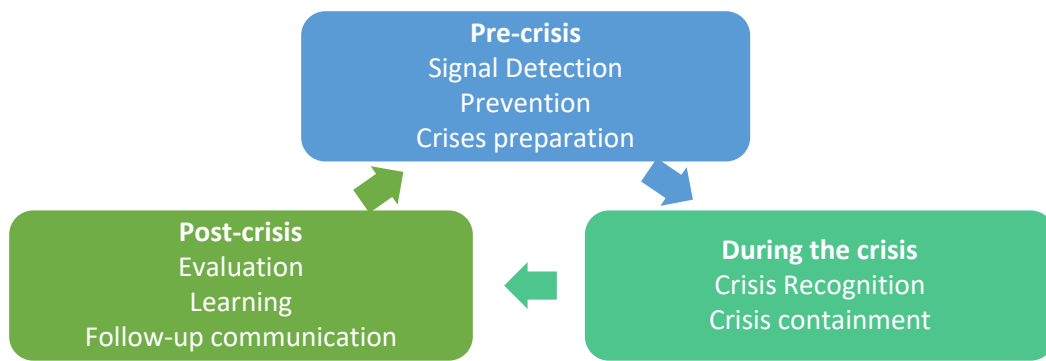 Pre-crisis
Signal Detection
Prevention
Crises preparation
Post-crisis
Evaluation
Learning
Follow-up communication
During the crisis
Crisis Recognition
Crisis containment